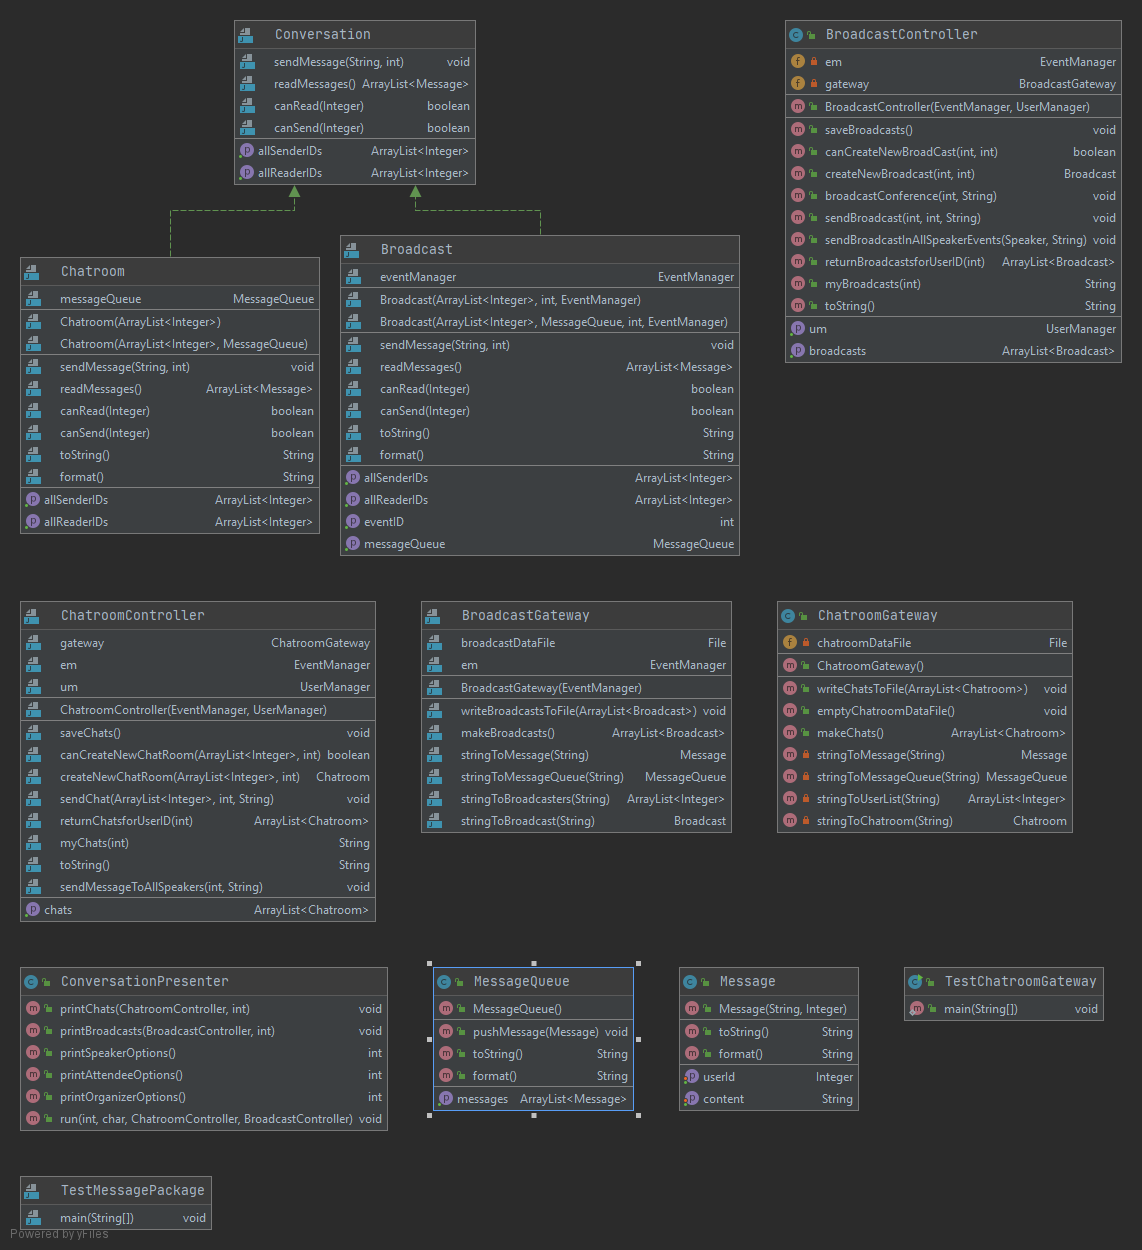 Conversation
sendMessage(String, int) void
readMessages() ArrayList<Message>
canRead(Integer) boolean
canSend(Integer) boolean
allSenderIDs ArrayList<Integer>
allReaderIDs ArrayList<Integer>
BroadcastController
em EventManager
gateway BroadcastGateway
BroadcastController(EventManager, UserManager)
saveBroadcasts() void
canCreateNewBroadCast(int, int) boolean
createNewBroadcast(int, int) Broadcast
broadcastConference(int, String) void
sendBroadcast(int, int, String) void
sendBroadcastInAllSpeakerEvents(Speaker, String) void
returnBroadcastsforUserID(int) ArrayList<Broadcast>
myBroadcasts(int) String
toString() String
um UserManager
broadcasts ArrayList<Broadcast>
Chatroom
messageQueue MessageQueue
Chatroom(ArrayList<Integer>)
Chatroom(ArrayList<Integer>, MessageQueue)
sendMessage(String, int) void
readMessages() ArrayList<Message>
canRead(Integer) boolean
canSend(Integer) boolean
toString() String
format() String
allSenderIDs ArrayList<Integer>
allReaderIDs ArrayList<Integer>
Broadcast
eventManager EventManager
Broadcast(ArrayList<Integer>, int, EventManager)
Broadcast(ArrayList<Integer>, MessageQueue, int, EventManager)
sendMessage(String, int) void
readMessages() ArrayList<Message>
canRead(Integer) boolean
canSend(Integer) boolean
toString() String
format() String
allSenderIDs ArrayList<Integer>
allReaderIDs ArrayList<Integer>
eventID int
messageQueue MessageQueue
ChatroomController
gateway ChatroomGateway
em EventManager
um UserManager
ChatroomController(EventManager, UserManager)
saveChats() void
canCreateNewChatRoom(ArrayList<Integer>, int) boolean
createNewChatRoom(ArrayList<Integer>, int) Chatroom
sendChat(ArrayList<Integer>, int, String) void
returnChatsforUserID(int) ArrayList<Chatroom>
myChats(int) String
toString() String
sendMessageToAllSpeakers(int, String) void
chats ArrayList<Chatroom>
BroadcastGateway
broadcastDataFile File
em EventManager
BroadcastGateway(EventManager)
writeBroadcastsToFile(ArrayList<Broadcast>) void
makeBroadcasts() ArrayList<Broadcast>
stringToMessage(String) Message
stringToMessageQueue(String) MessageQueue
stringToBroadcasters(String) ArrayList<Integer>
stringToBroadcast(String) Broadcast
ChatroomGateway
chatroomDataFile File
ChatroomGateway()
writeChatsToFile(ArrayList<Chatroom>) void
emptyChatroomDataFile() void
makeChats() ArrayList<Chatroom>
stringToMessage(String) Message
stringToMessageQueue(String) MessageQueue
stringToUserList(String) ArrayList<Integer>
stringToChatroom(String) Chatroom
ConversationPresenter
printChats(ChatroomController, int) void
printBroadcasts(BroadcastController, int) void
printSpeakerOptions() int
printAttendeeOptions() int
printOrganizerOptions() int
run(int, char, ChatroomController, BroadcastController) void
MessageQueue
MessageQueue()
pushMessage(Message) void
toString() String
format() String
messages ArrayList<Message>
Message
Message(String, Integer)
toString() String
format() String
userId Integer
content String
TestChatroomGateway
main(String[]) void
TestMessagePackage
main(String[]) void
Powered by yFiles